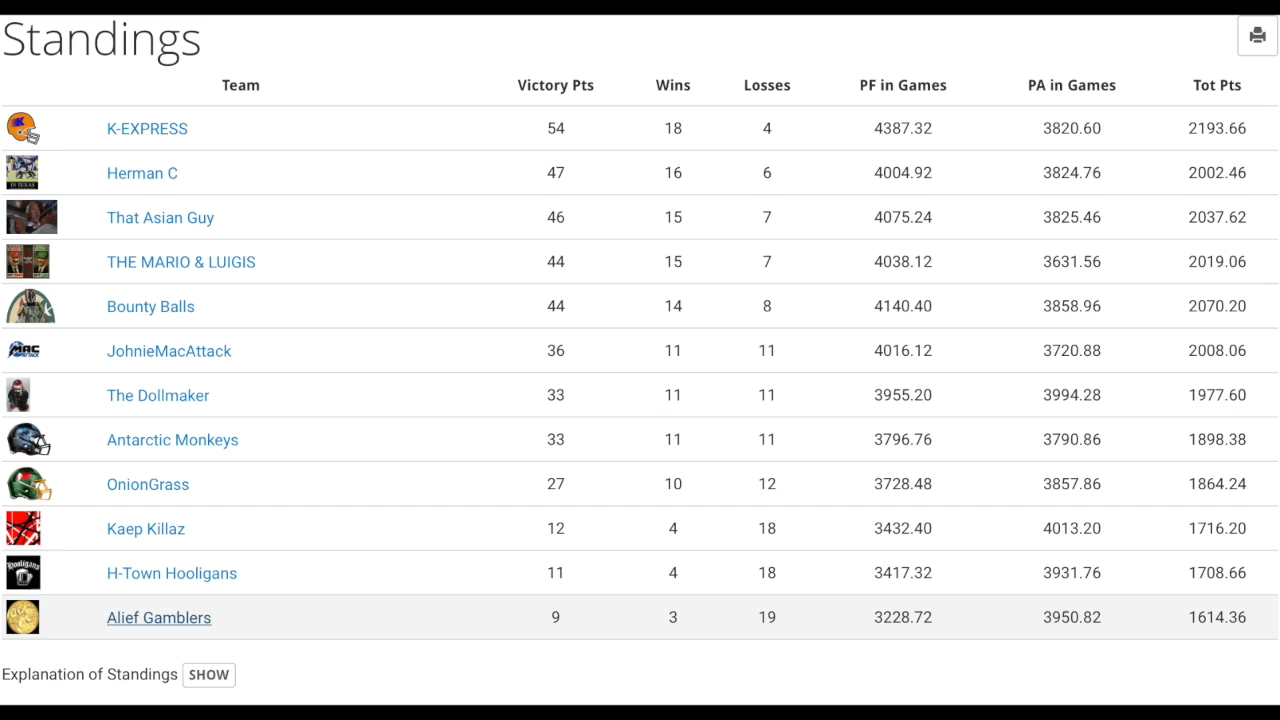 Standings
Team Victory Pts Wins Losses PF in Games PA in Games Tot Pts
K-EXPRESS 54 18 4 4387.32 3820.60 2193.66
IN TEXAS
Herman C 47 16 6 4004.92 3824.76 2002.46
That Asian Guy 46 15 7 4075.24 3825.46 2037.62
THE MARIO & LUIGIS 44 15 7 4038.12 3631.56 2019.06
Bounty Balls 44 14 8 4140.40 3858.96 2070.20
MAC ATTACK
JohnieMacAttack 36 11 11 4016.12 3720.88 2008.06
The Dollmaker 33 11 11 3955.20 3994.28 1977.60
Antarctic Monkeys 33 11 11 3796.76 3790.86 1898.38
OnionGrass 27 10 12 3728.48 3857.86 1864.24
Kaep Killaz 12 4 18 3432.40 4013.20 1716.20
Hooligans
H-Town Hooligans 11 4 18 3417.32 3931.76 1708.66
Alief Gamblers 9 3 19 3228.72 3950.82 1614.36
Explanation of Standings SHOW